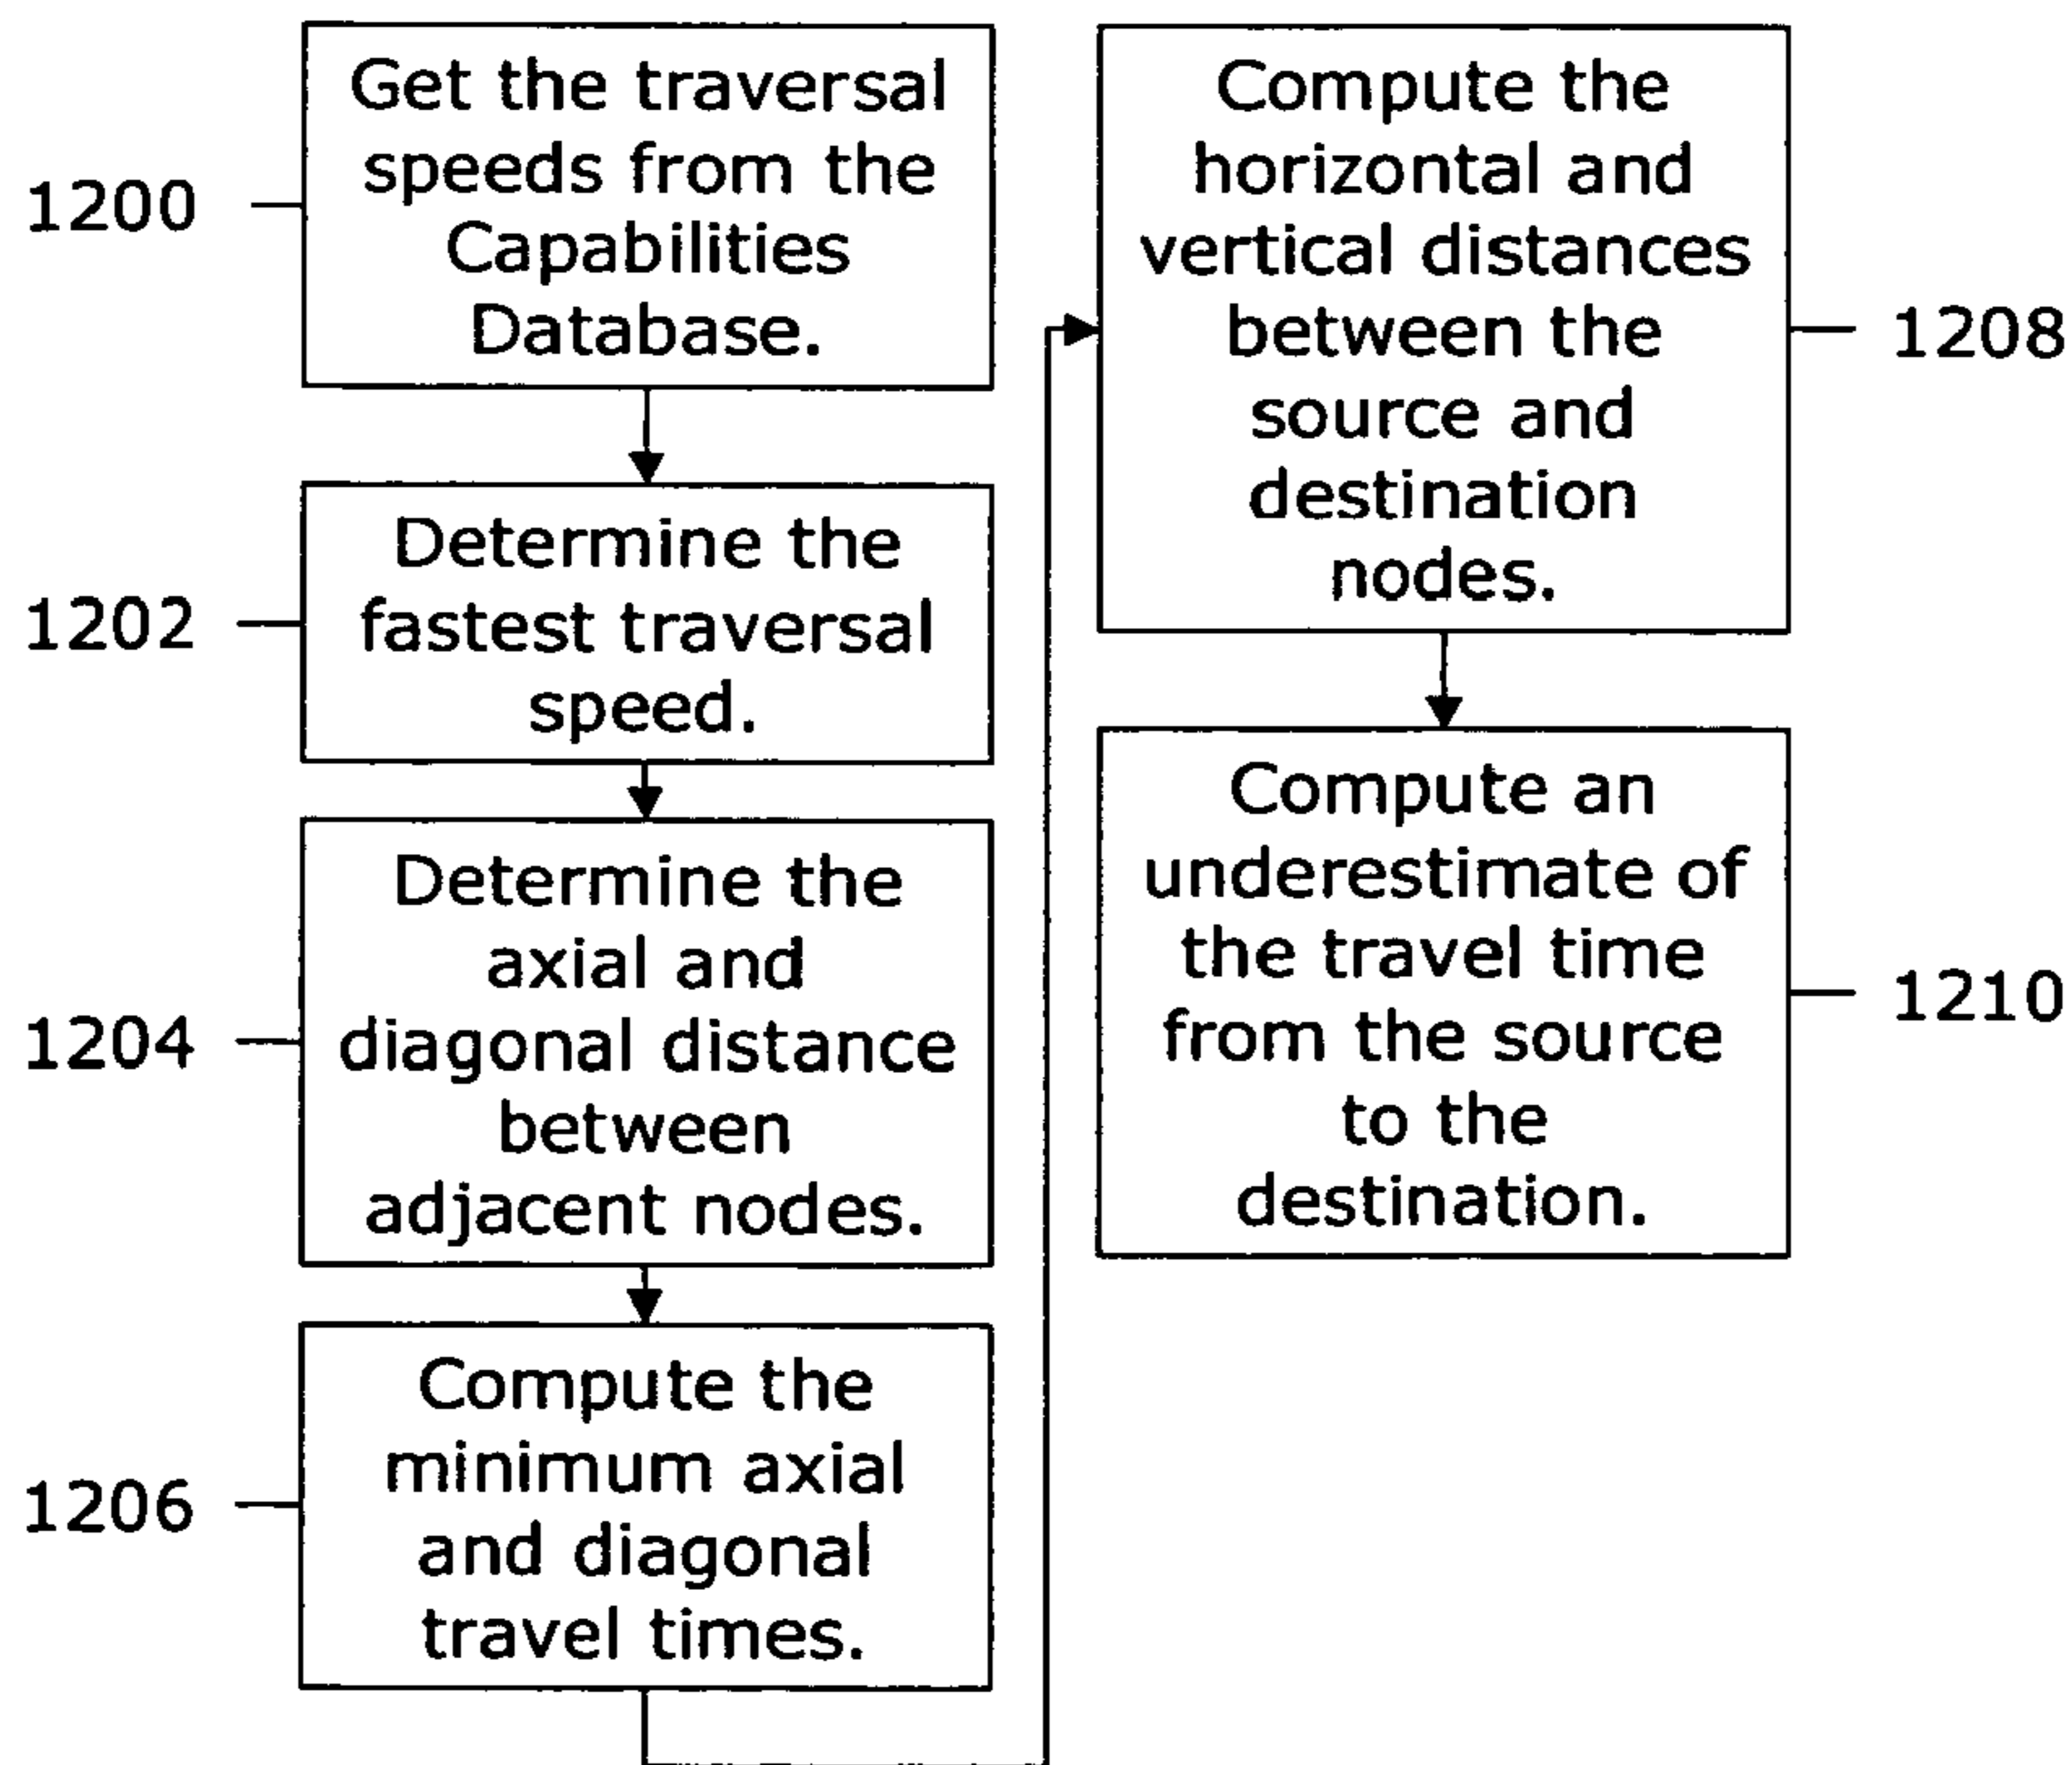 1200
Get the traversal
speeds from the
Capabilities
Database.
1202
Determine the
fastest traversal
speed.
1204
Determine the
axial and
diagonal distance
between
adjacent nodes.
1206
Compute the
minimum axial
and diagonal
travel times.
Compute the
horizontal and
vertical distances
between the
source and
destination
nodes.
1208
Compute an
underestimate of
the travel time
from the source
to the
destination.
1210